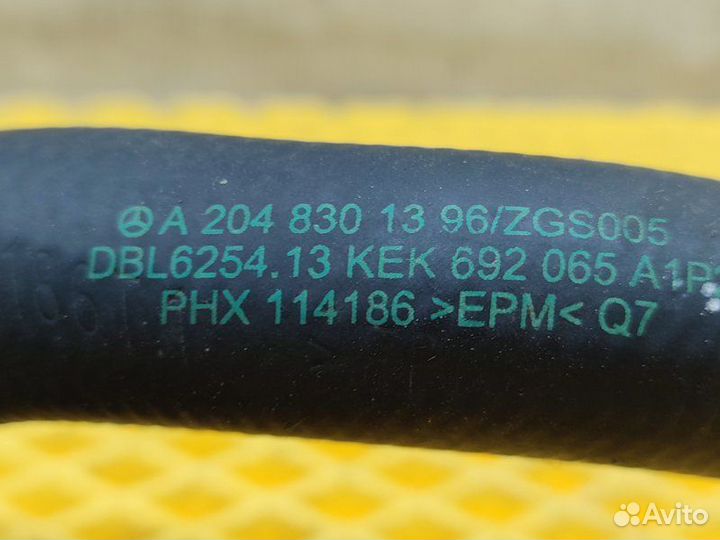 A 204 830 13 96/ZGS005
DBL6254.13 KEK 692 065
PHX 114186 >EPM< Q7
Avito